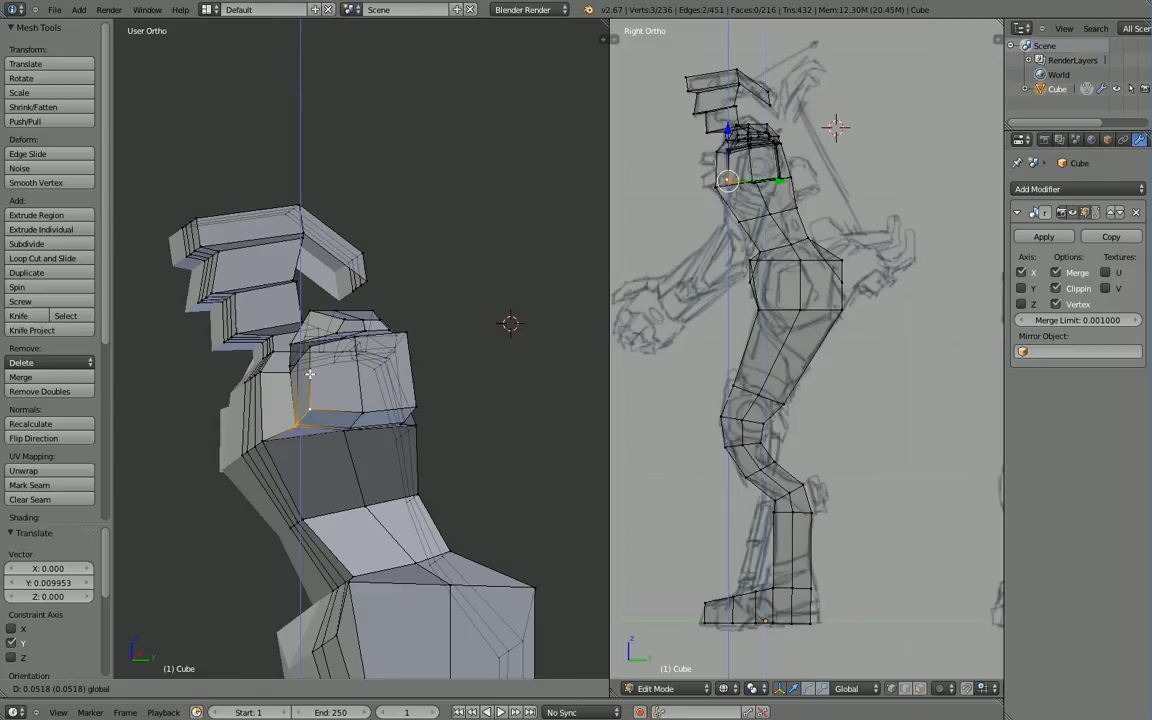 File Add Render Window Help Default Scene Blender Render v2.67 | Verts:3/236 | Edges:2/451 | Faces:0/216 | Tris:432 | Mem:12.30M (20.45M) | Cube
Mesh Tools
Transform:
Translate
Rotate
Scale
Shrink/Fatten
Push/Pull
Deform:
Edge Slide
Noise
Smooth Vertex
Add:
Extrude Region
Extrude Individual
Subdivide
Loop Cut and Slide
Duplicate
Spin
Screw
Knife Select
Knife Project
Remove:
Delete
Merge
Remove Doubles
Normals:
Recalculate
Flip Direction
UV Mapping:
Unwrap
Mark Seam
Clear Seam
Shading:
Translate
Vector
X: 0.000
Y: 0.009953
Z: 0.000
Constraint Axis
X
Y
Z
Orientation
User Ortho
z
y
(1) Cube
D: 0.0518 (0.0518) global
Right Ortho
z
y
(1) Cube
Edit Mode Global
View Search All Scen
Scene
RenderLayers
World
Cube
Cube
Add Modifier
Apply Copy
Axis: Options: Textures:
X Merge U
Y Clippin V
Z Vertex
Merge Limit: 0.001000
Mirror Object:
View Marker Frame Playback Start: 1 End: 250 1 No Sync